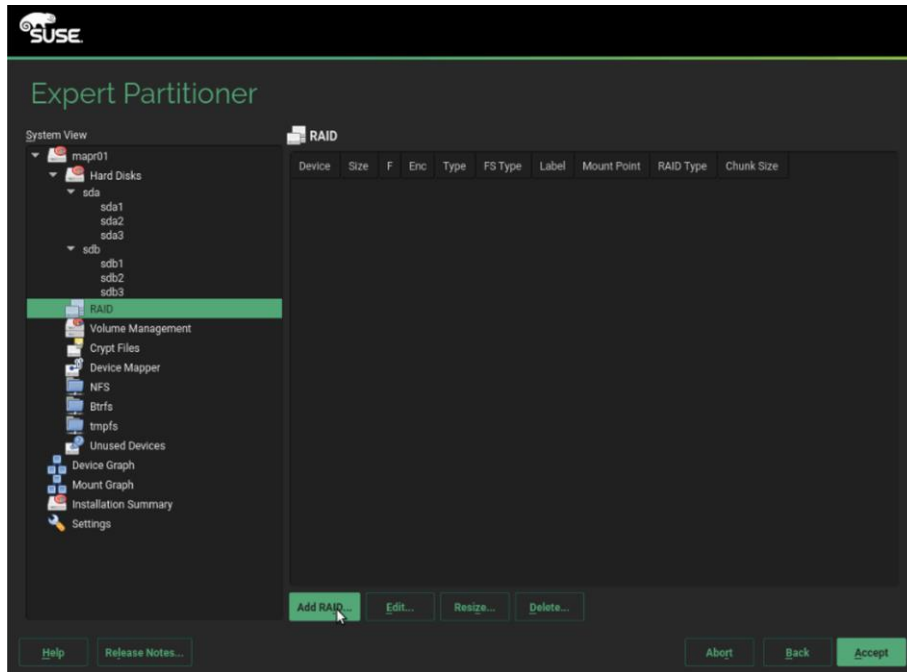 SUSE.
Expert Partitioner
System View
mapr01
Hard Disks
sda
sda1
sda2
sda3
sdb
sdb1
sdb2
sdb3
RAID
Volume Management
Crypt Files
Device Mapper
NFS
Btrfs
tmpfs
Unused Devices
Device Graph
Mount Graph
Installation Summary
Settings
RAID
Device Size F Enc Type FS Type Label Mount Point RAID Type Chunk Size
Add RAID... Edit... Resize... Delete...
Help Release Notes... Abort Back Accept